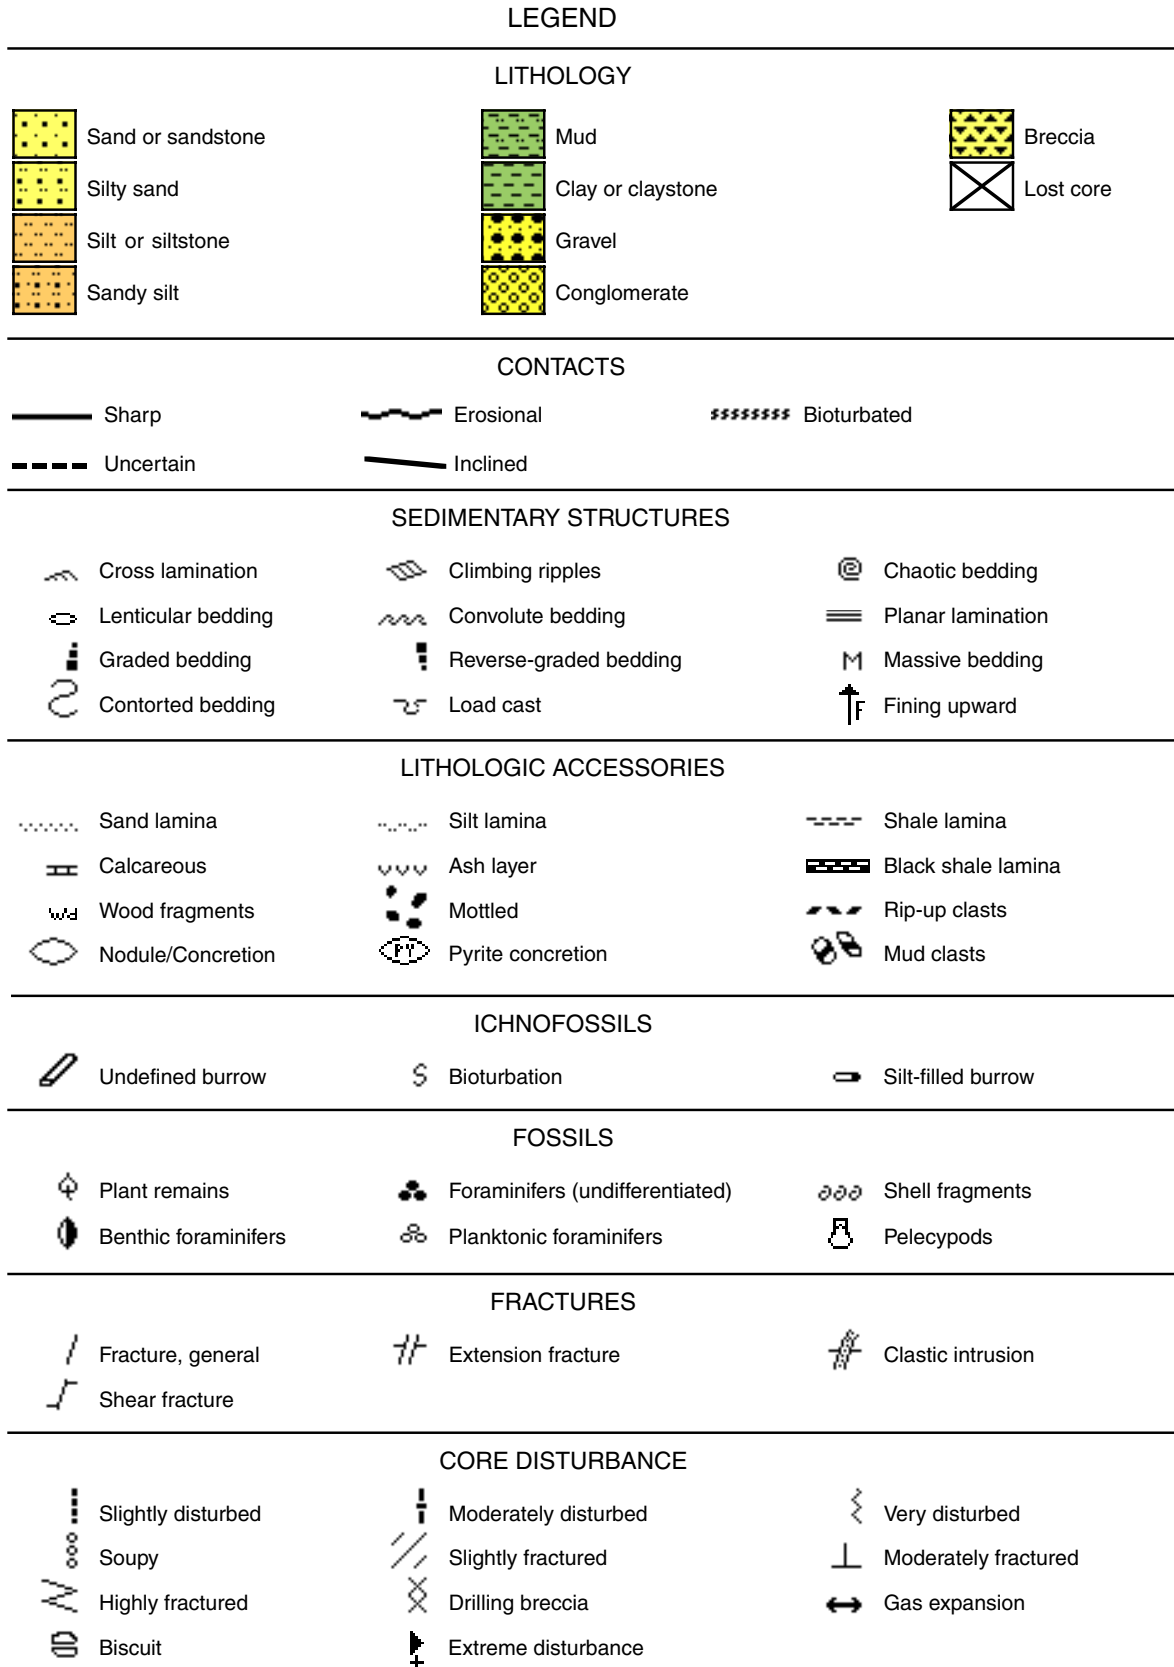 LEGEND
LITHOLOGY
Sand or sandstone Mud Breccia
Silty sand Clay or claystone Lost core
Silt or siltstone Gravel
Sandy silt Conglomerate
CONTACTS
Sharp Erosional Bioturbated
Uncertain Inclined
SEDIMENTARY STRUCTURES
Cross lamination Climbing ripples Chaotic bedding
Lenticular bedding Convolute bedding Planar lamination
Graded bedding Reverse-graded bedding M Massive bedding
Contorted bedding Load cast F Fining upward
LITHOLOGIC ACCESSORIES
Sand lamina Silt lamina Shale lamina
Calcareous Ash layer Black shale lamina
wd Wood fragments Mottled Rip-up clasts
Nodule/Concretion PY Pyrite concretion Mud clasts
ICHNOFOSSILS
Undefined burrow S Bioturbation Silt-filled burrow
FOSSILS
Plant remains Foraminifers (undifferentiated) Shell fragments
Benthic foraminifers Planktonic foraminifers Pelecypods
FRACTURES
Fracture, general Extension fracture Clastic intrusion
Shear fracture
CORE DISTURBANCE
Slightly disturbed Moderately disturbed Very disturbed
Soupy Slightly fractured Moderately fractured
Highly fractured Drilling breccia Gas expansion
Biscuit Extreme disturbance